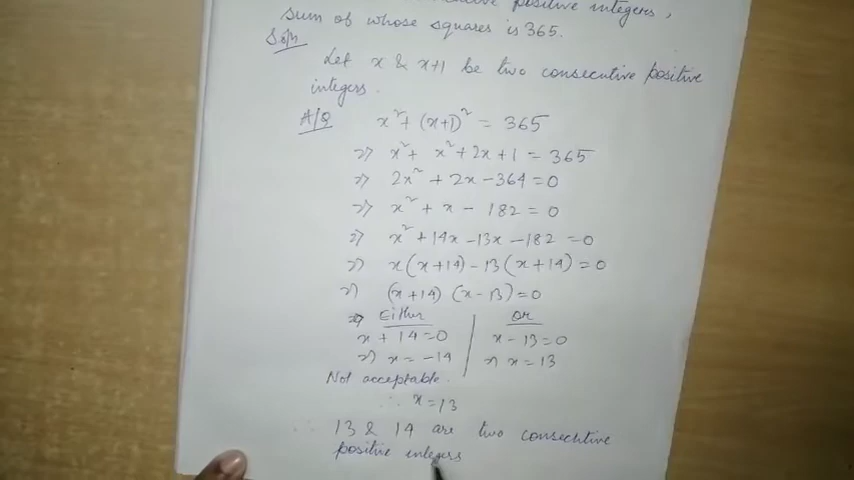 positive integers,
sum of whose squares is 365.
Soln
Let x & x+1 be two consecutive positive
integers.
A/Q x² + (x+1)² = 365
⇒ x² + x² + 2x + 1 = 365
⇒ 2x² + 2x - 364 = 0
⇒ x² + x - 182 = 0
⇒ x² + 14x - 13x - 182 = 0
⇒ x(x+14) - 13(x+14) = 0
⇒ (x+14) (x-13) = 0
⇒ Either | or
x + 14 = 0 | x - 13 = 0
⇒ x = -14 | ⇒ x = 13
Not acceptable.
∴ x = 13
∴ 13 & 14 are two consecutive
positive integers